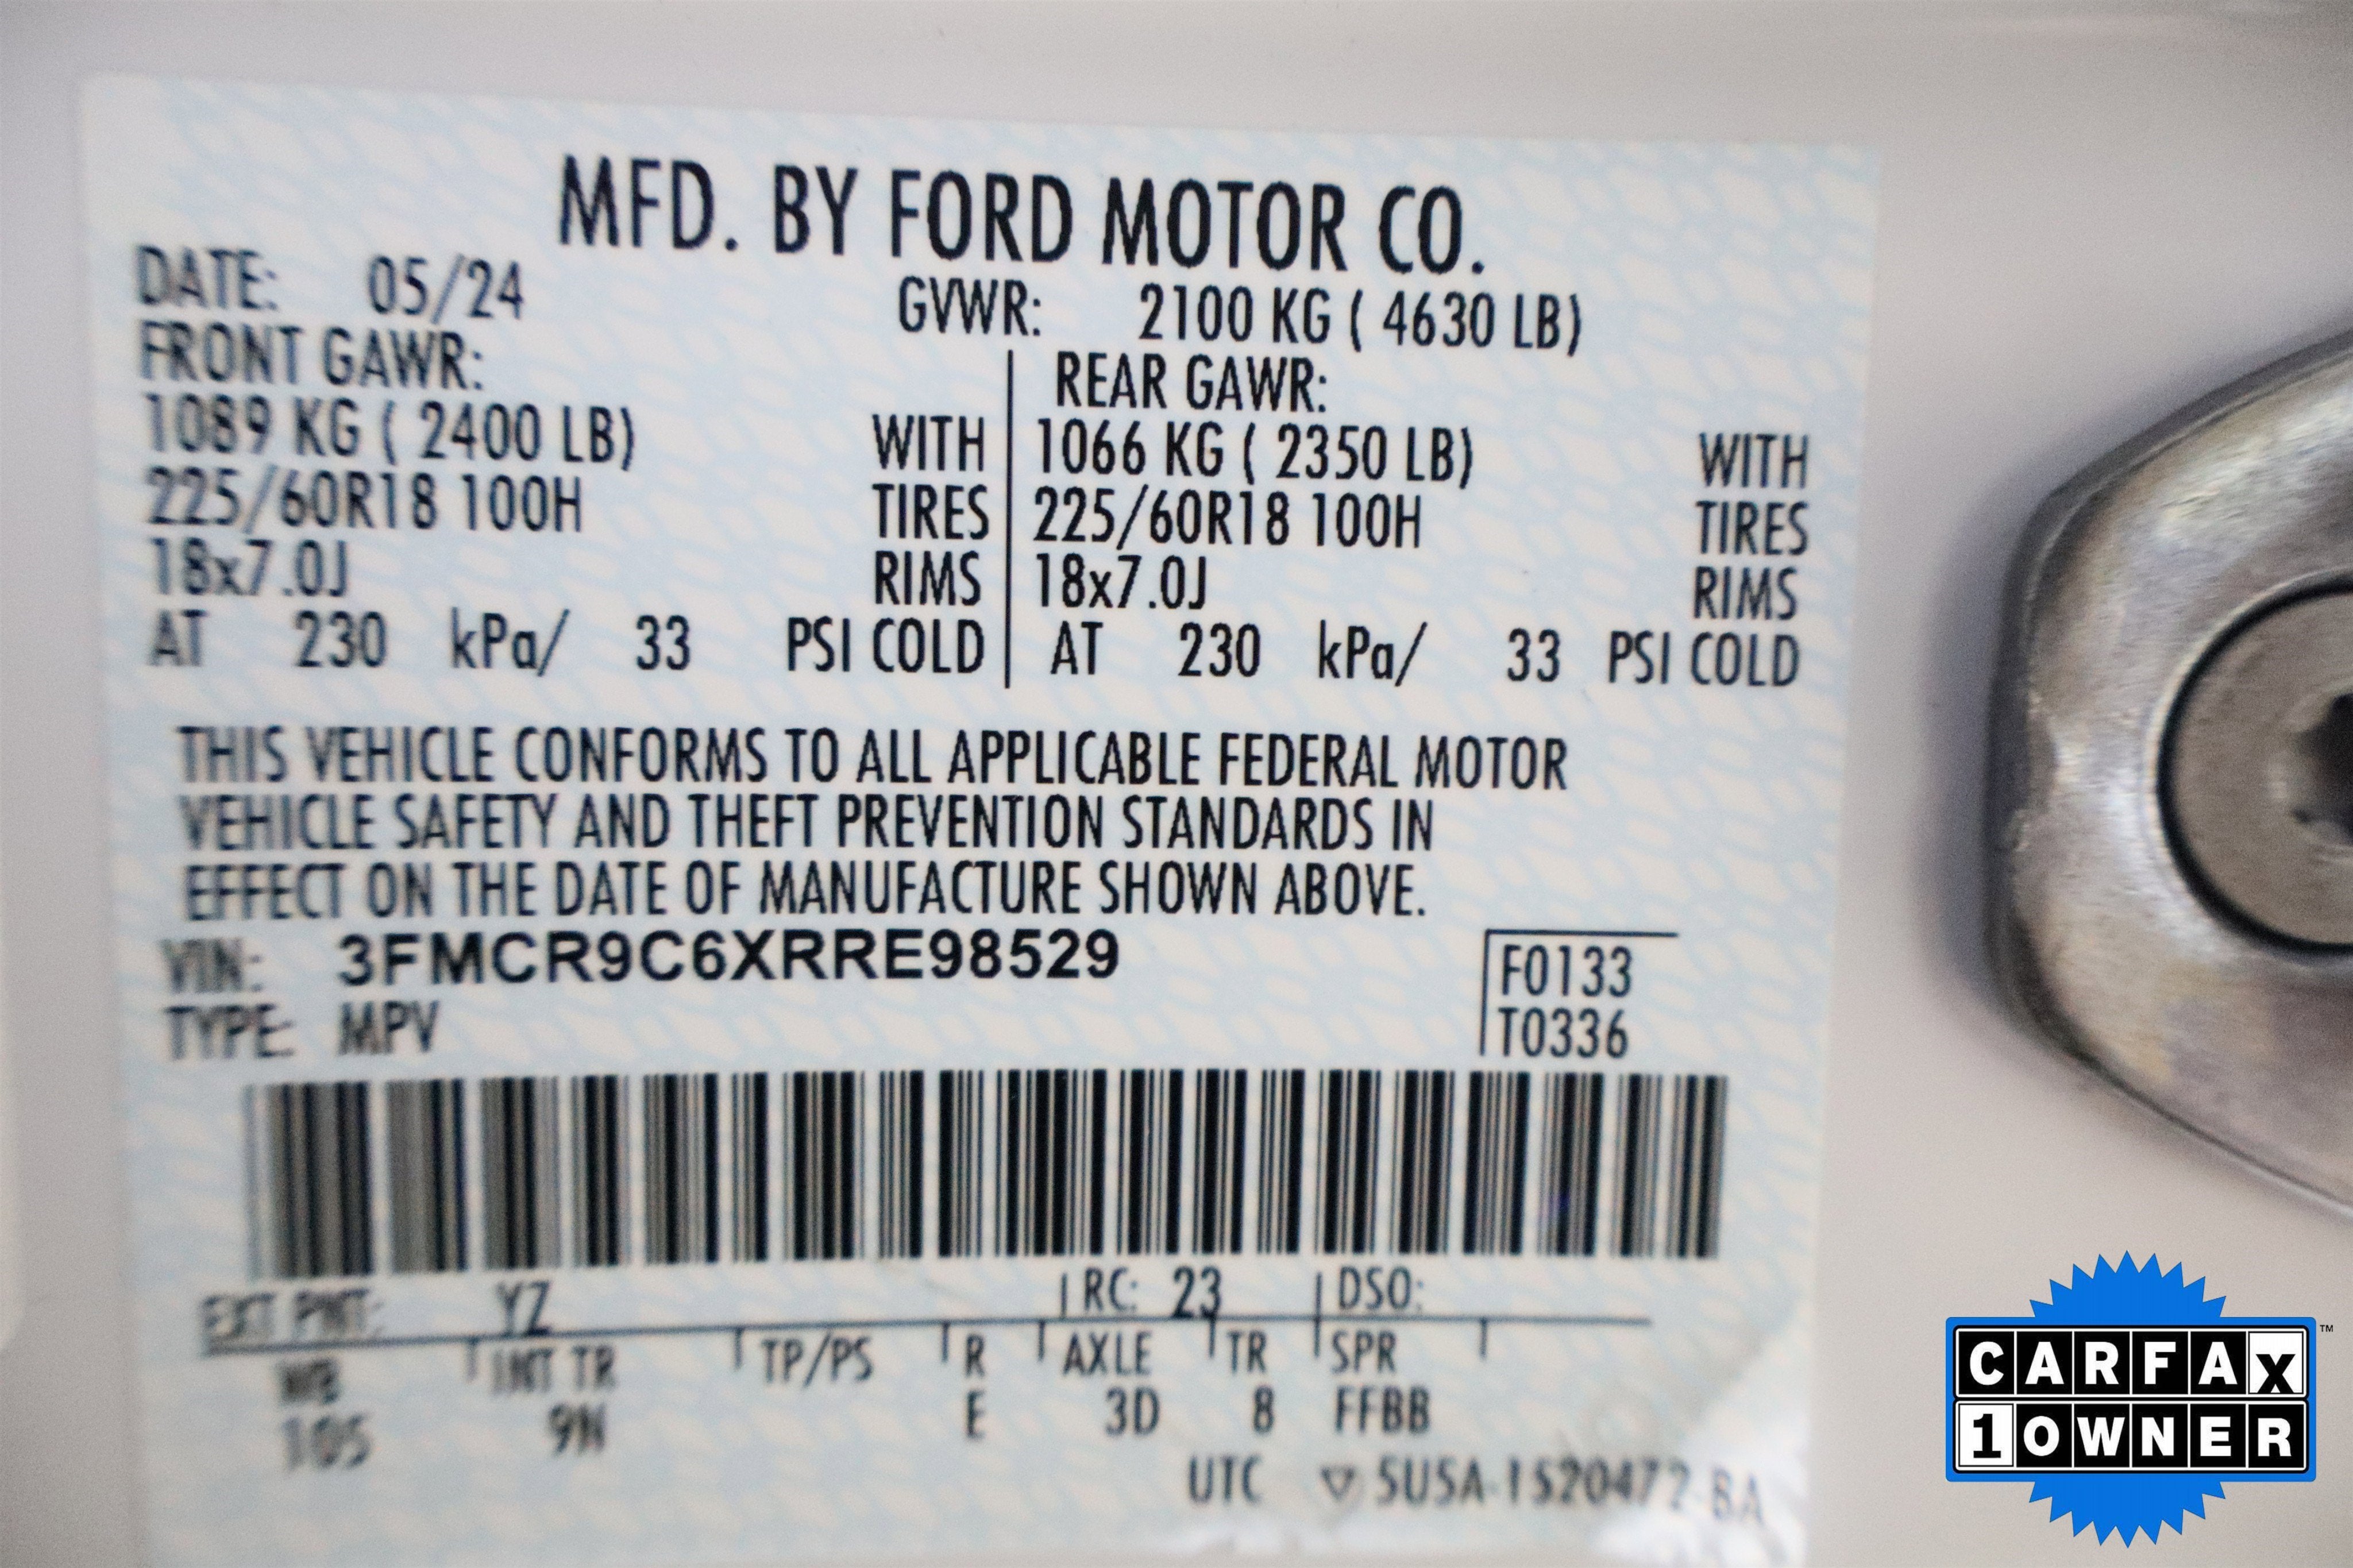 MFD. BY FORD MOTOR CO.
DATE: 05/24 GVWR: 2100 KG ( 4630 LB)
FRONT GAWR: REAR GAWR:
1089 KG ( 2400 LB) WITH 1066 KG ( 2350 LB) WITH
225/60R18 100H TIRES 225/60R18 100H TIRES
18x7.0J RIMS 18x7.0J RIMS
AT 230 kPa/ 33 PSI COLD AT 230 kPa/ 33 PSI COLD
THIS VEHICLE CONFORMS TO ALL APPLICABLE FEDERAL MOTOR
VEHICLE SAFETY AND THEFT PREVENTION STANDARDS IN
EFFECT ON THE DATE OF MANUFACTURE SHOWN ABOVE.
VIN: 3FMCR9C6XRRE98529 F0133
TYPE: MPV T0336
EXT PNT: YZ RC: 23 DSO:
WB INT TR TP/PS R AXLE TR SPR
105 9N E 3D 8 FFBB
UTC ▽ 5U5A-1520472-BA
CARFAX ™
1 OWNER